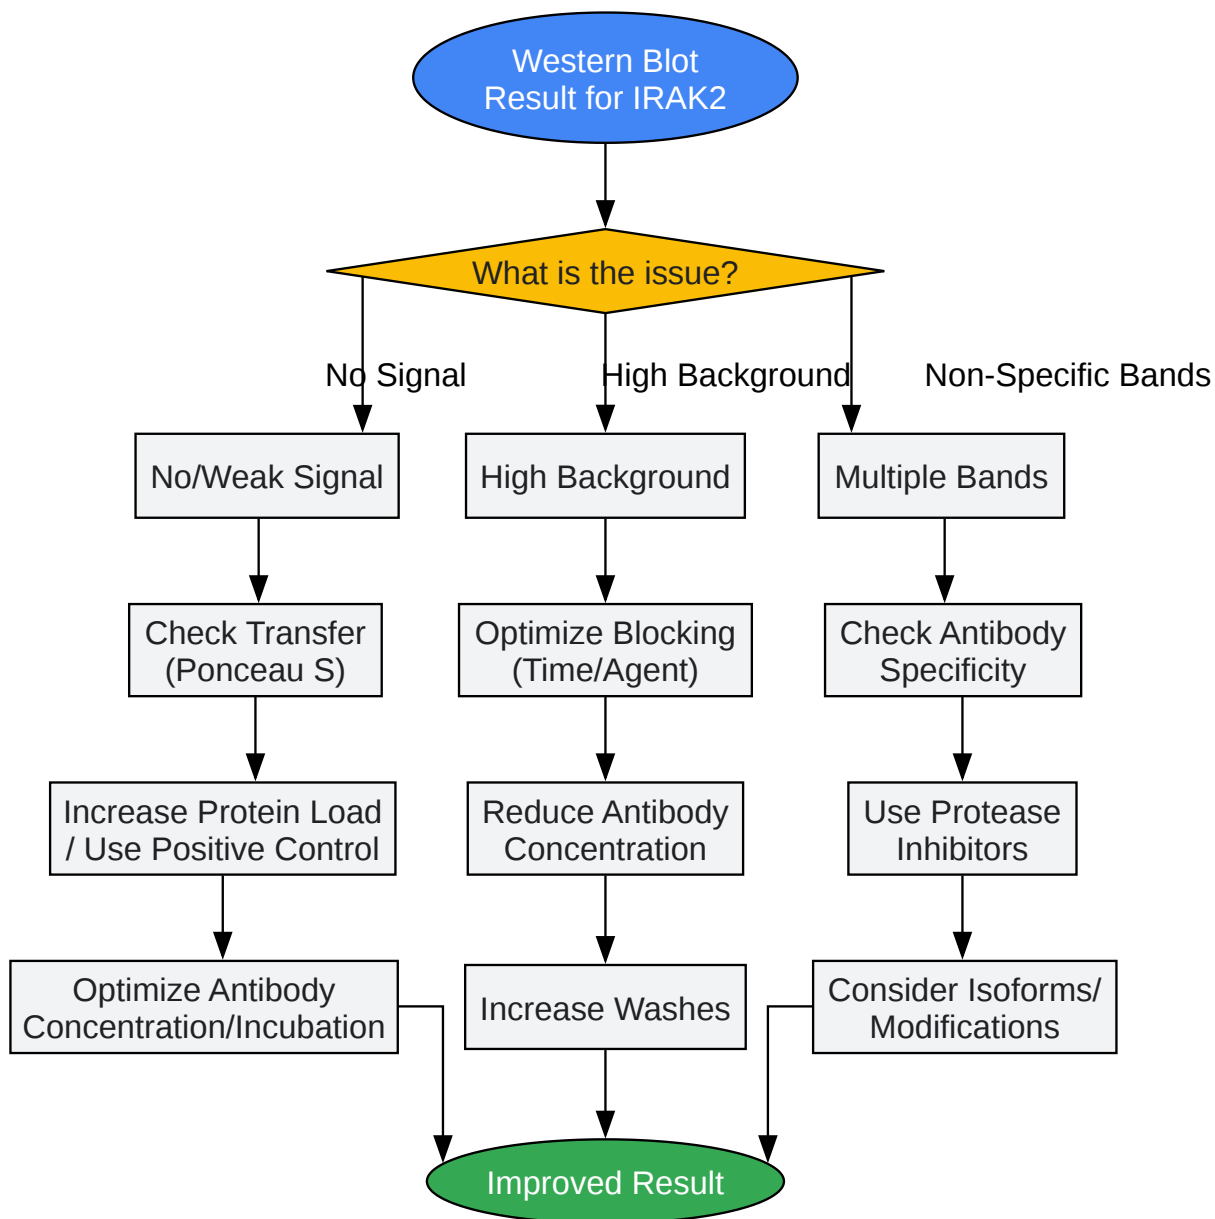 Western Blot
Result for IRAK2
What is the issue?
No Signal
High Background
Non-Specific Bands
No/Weak Signal
High Background
Multiple Bands
Check Transfer
(Ponceau S)
Optimize Blocking
(Time/Agent)
Check Antibody
Specificity
Increase Protein Load
/ Use Positive Control
Reduce Antibody
Concentration
Use Protease
Inhibitors
Optimize Antibody
Concentration/Incubation
Increase Washes
Consider Isoforms/
Modifications
Improved Result